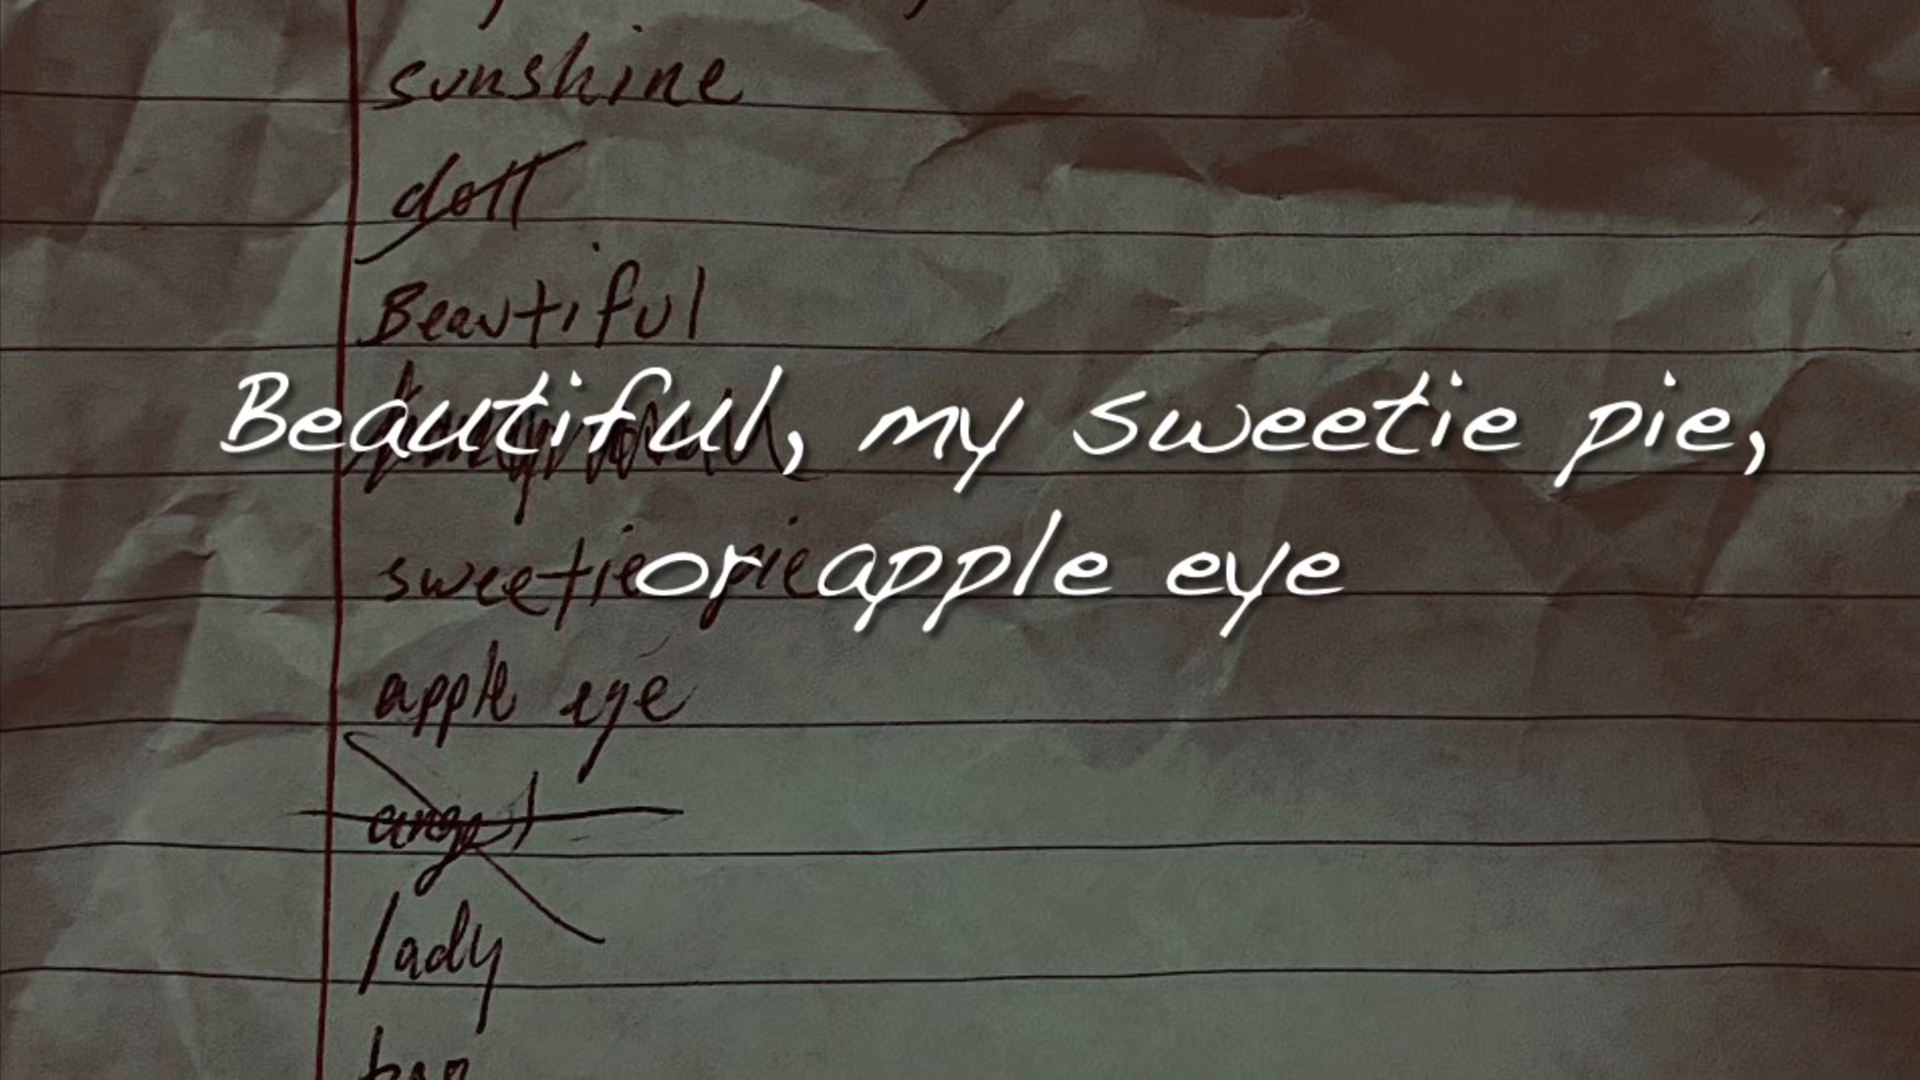 sunshine
doll
Beautiful
Beautiful, my sweetie pie,
sweetie pie
or apple eye
apple eye
angel
lady